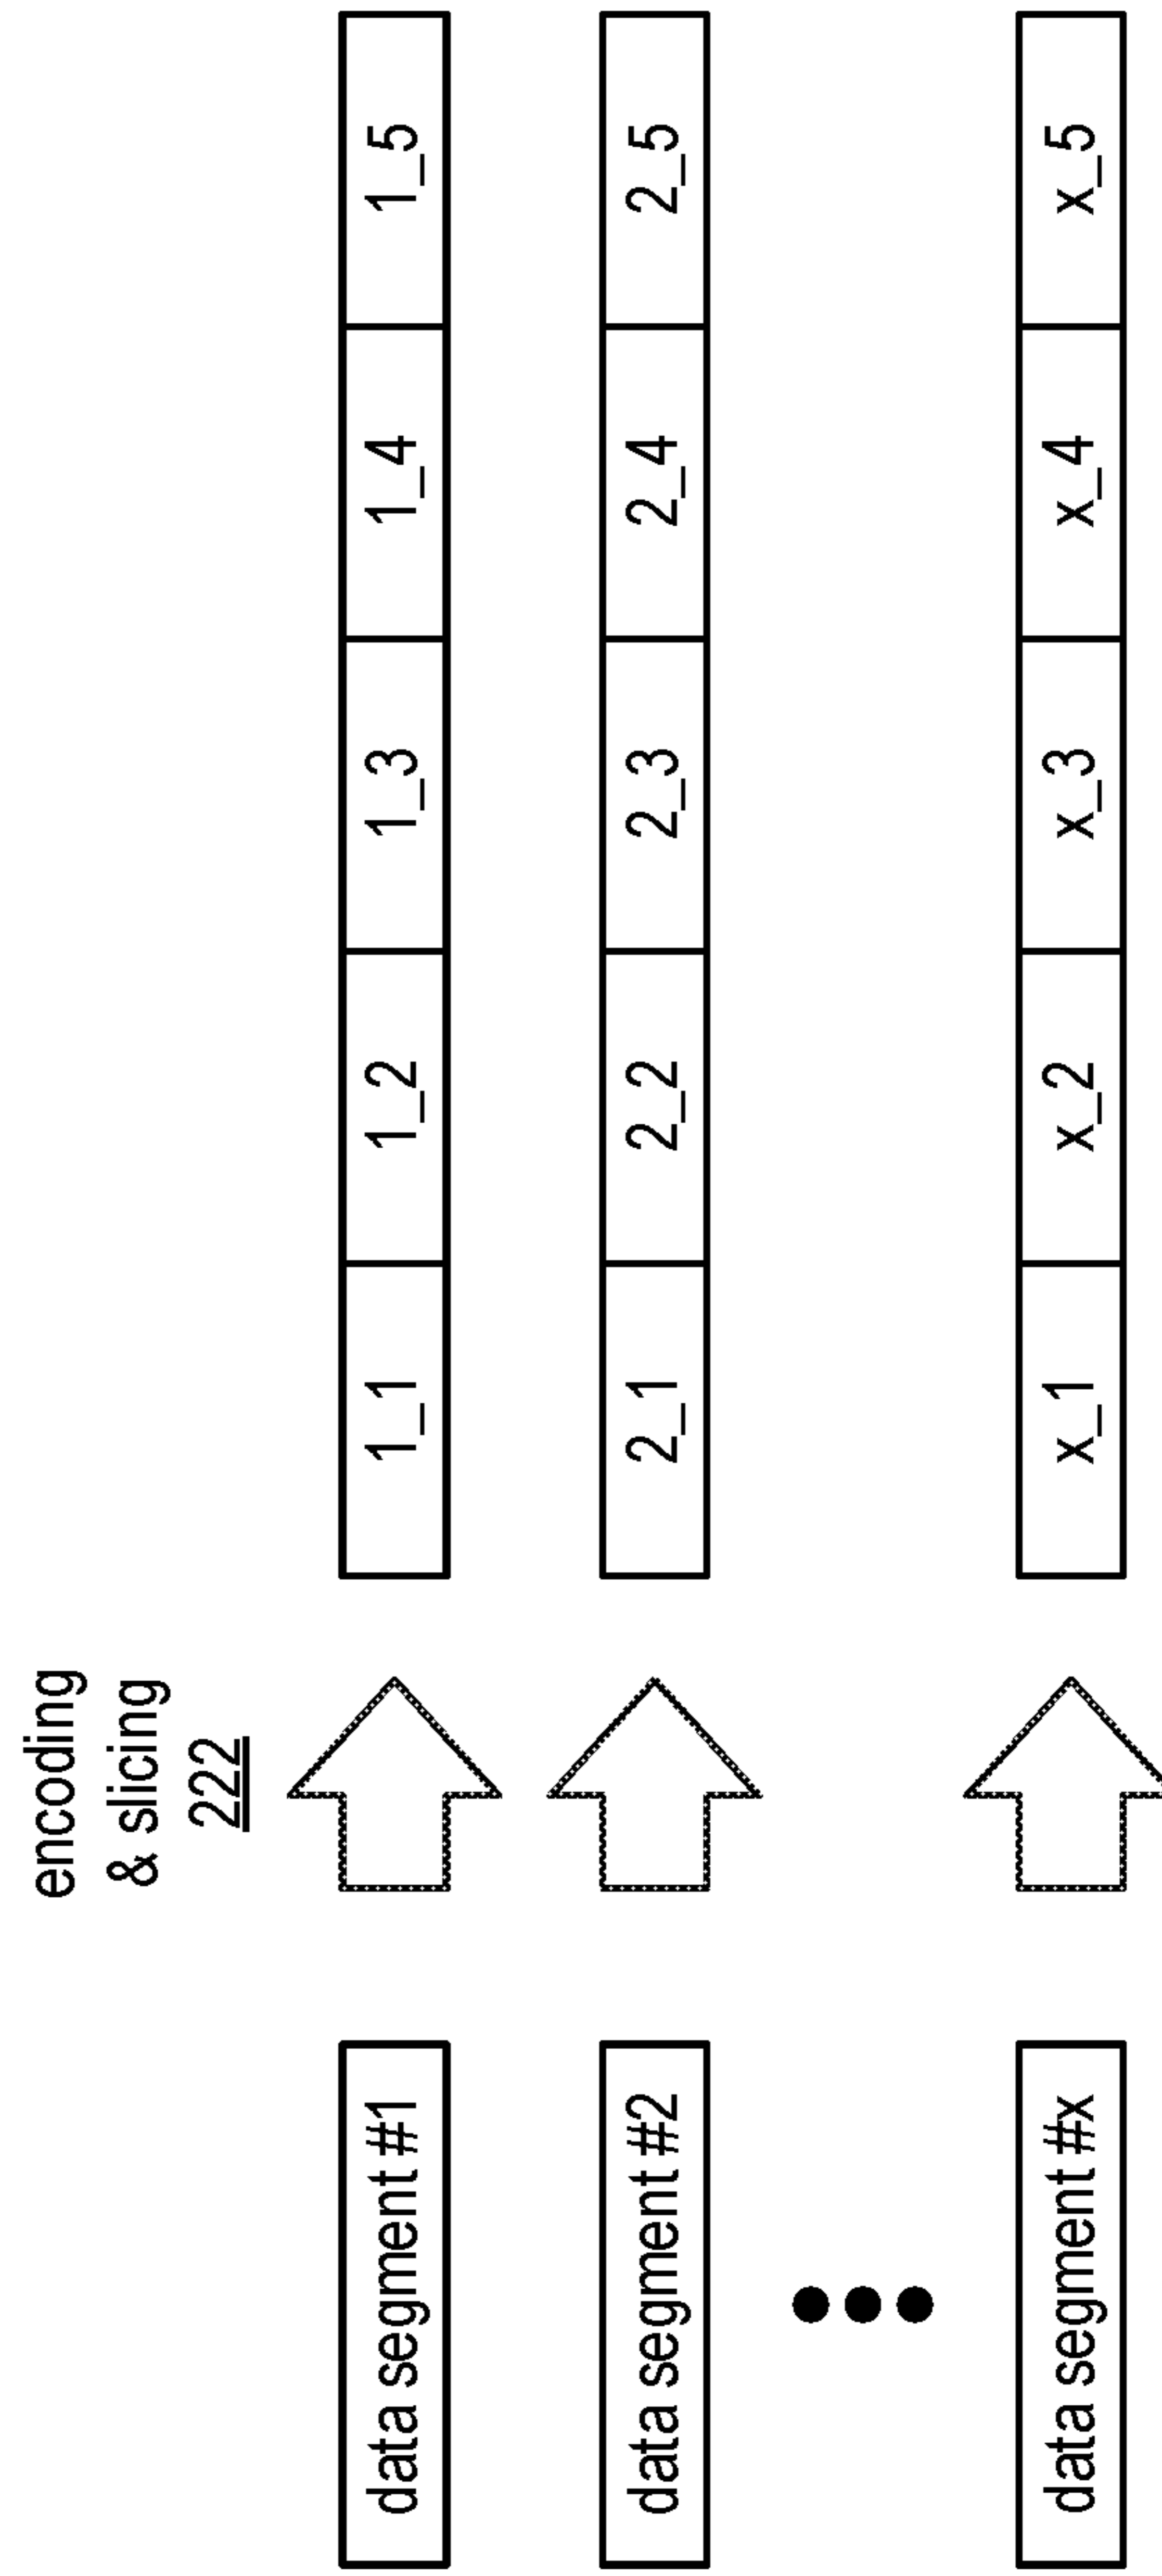 encoding
& slicing
222
data segment #1
1_1
1_2
1_3
1_4
1_5
data segment #2
2_1
2_2
2_3
2_4
2_5
data segment #x
x_1
x_2
x_3
x_4
x_5